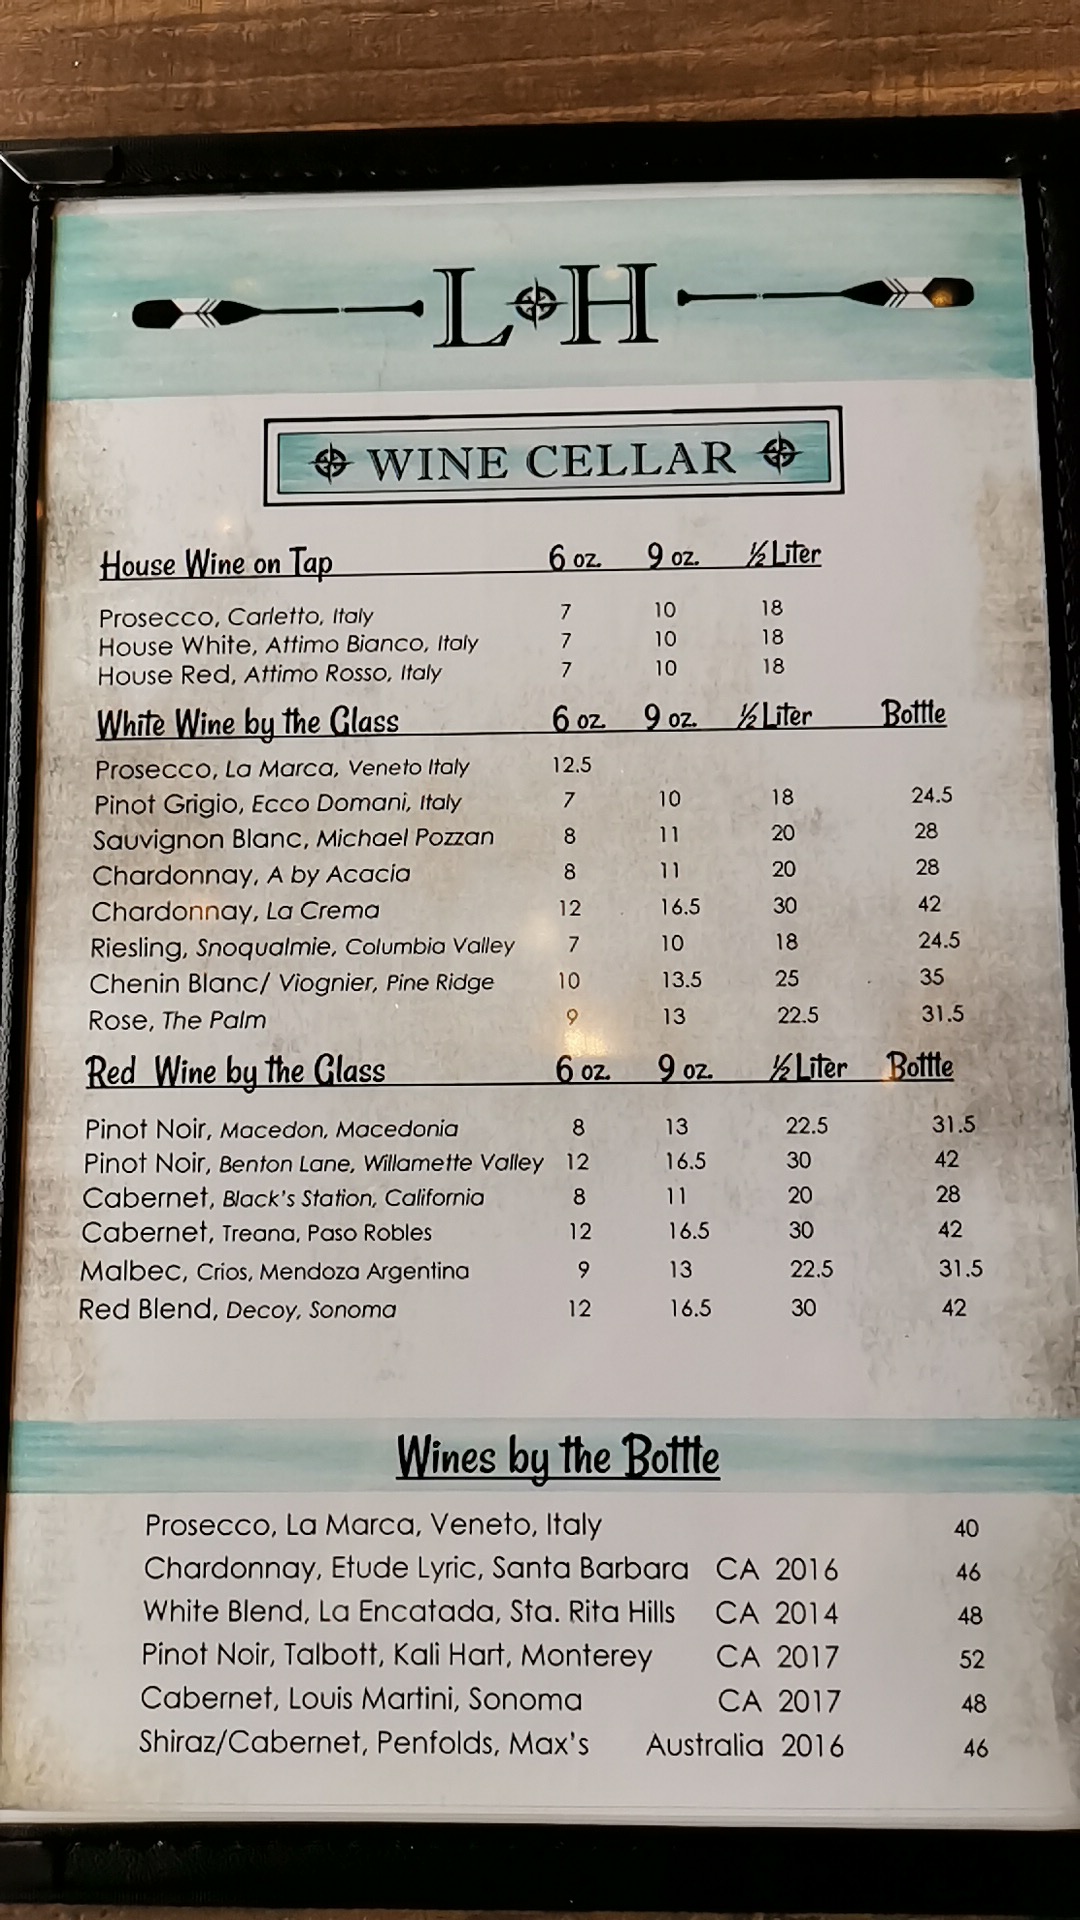 L H
WINE CELLAR
House Wine on Tap 6 oz. 9 oz. ½ Liter
Prosecco, Carletto, Italy 7 10 18
House White, Attimo Bianco, Italy 7 10 18
House Red, Attimo Rosso, Italy 7 10 18
White Wine by the Glass 6 oz. 9 oz. ½ Liter Bottle
Prosecco, La Marca, Veneto Italy 12.5
Pinot Grigio, Ecco Domani, Italy 7 10 18 24.5
Sauvignon Blanc, Michael Pozzan 8 11 20 28
Chardonnay, A by Acacia 8 11 20 28
Chardonnay, La Crema 12 16.5 30 42
Riesling, Snoqualmie, Columbia Valley 7 10 18 24.5
Chenin Blanc/ Viognier, Pine Ridge 10 13.5 25 35
Rose, The Palm 9 13 22.5 31.5
Red Wine by the Glass 6 oz. 9 oz. ½ Liter Bottle
Pinot Noir, Macedon, Macedonia 8 13 22.5 31.5
Pinot Noir, Benton Lane, Willamette Valley 12 16.5 30 42
Cabernet, Black's Station, California 8 11 20 28
Cabernet, Treana, Paso Robles 12 16.5 30 42
Malbec, Crios, Mendoza Argentina 9 13 22.5 31.5
Red Blend, Decoy, Sonoma 12 16.5 30 42
Wines by the Bottle
Prosecco, La Marca, Veneto, Italy 40
Chardonnay, Etude Lyric, Santa Barbara CA 2016 46
White Blend, La Encatada, Sta. Rita Hills CA 2014 48
Pinot Noir, Talbott, Kali Hart, Monterey CA 2017 52
Cabernet, Louis Martini, Sonoma CA 2017 48
Shiraz/Cabernet, Penfolds, Max's Australia 2016 46